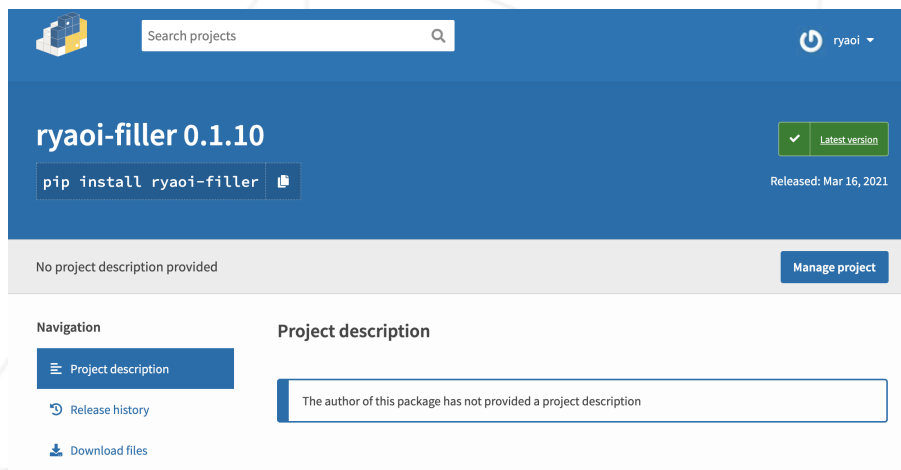 Search projects
ryaoi
ryaoi-filler 0.1.10
Latest version
pip install ryaoi-filler
Released: Mar 16, 2021
No project description provided
Manage project
Navigation
Project description
Project description
The author of this package has not provided a project description
Release history
Download files